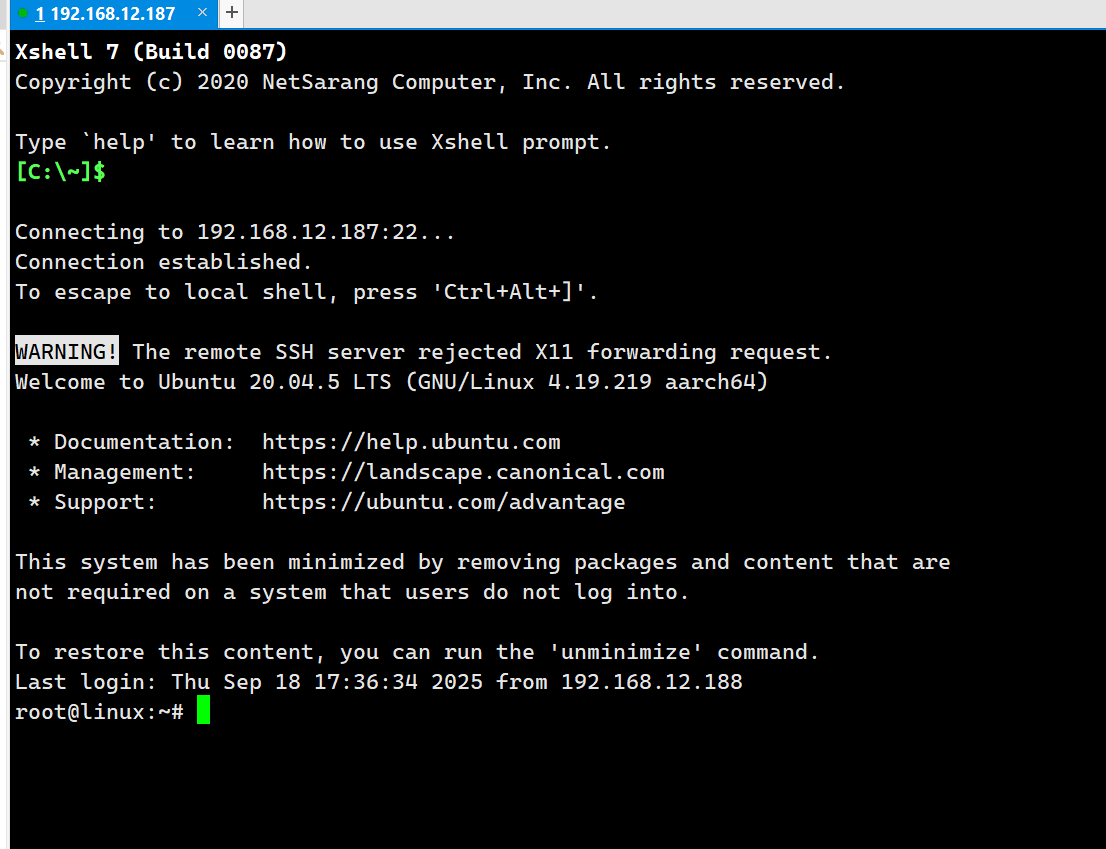 1 192.168.12.187 × +
Xshell 7 (Build 0087)
Copyright (c) 2020 NetSarang Computer, Inc. All rights reserved.
Type `help' to learn how to use Xshell prompt.
[C:\~]$
Connecting to 192.168.12.187:22...
Connection established.
To escape to local shell, press 'Ctrl+Alt+]'.
WARNING! The remote SSH server rejected X11 forwarding request.
Welcome to Ubuntu 20.04.5 LTS (GNU/Linux 4.19.219 aarch64)
* Documentation:  https://help.ubuntu.com
* Management:     https://landscape.canonical.com
* Support:        https://ubuntu.com/advantage
This system has been minimized by removing packages and content that are
not required on a system that users do not log into.
To restore this content, you can run the 'unminimize' command.
Last login: Thu Sep 18 17:36:34 2025 from 192.168.12.188
root@linux:~#